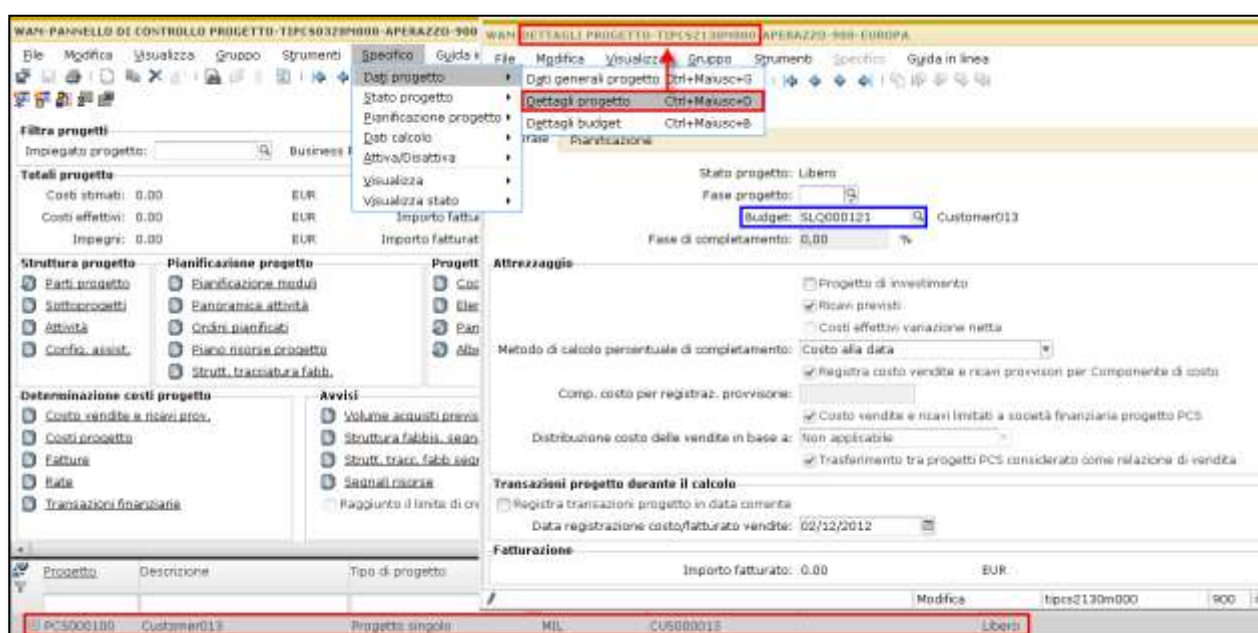 WAM-PANNELLO DI CONTROLLO PROGETTO-TIPCS0320M000-APERAZZO-900
File Modifica Visualizza Gruppo Strumenti Specifico Guida
Filtra progetti
Impiegato progetto: Business
Totali progetto
Costi stimati: 0.00 EUR
Costi effettivi: 0.00 EUR Importo fattu
Impegni: 0.00 EUR Importo fatturat
Struttura progetto Pianificazione progetto Progett
Parti progetto Pianificazione moduli Cos
Sottoprogetti Panoramica attività Eler
Attività Ordini pianificati Pan
Config. assist. Piano risorse progetto Albe
Strutt. tracciatura fabb.
Determinazione costi progetto Avvisi
Costo vendite e ricavi prov. Volume acquisti previs
Costi progetto Struttura fabbis. segn
Fatture Strutt. tracc. fabb segr
Rate Segnali risorse
Transazioni finanziarie Raggiunto il limite di cre
Dati progetto
Stato progetto
Pianificazione progetto
Dati calcolo
Attiva/Disattiva
Visualizza
Visualizza stato
WAM-DETTAGLI PROGETTO-TIPCS2130M000-APERAZZO-900-EUROPA
File Modifica Visualizza Gruppo Strumenti Specifico Guida in linea
Dati generali progetto Ctrl+Maiusc+G
Dettagli progetto Ctrl+Maiusc+D
Dettagli budget Ctrl+Maiusc+B
Pianificazione
Stato progetto: Libero
Fase progetto:
Budget: SLQ000121 Customer013
Fase di completamento: 0,00 %
Attrezzaggio
Progetto di investimento
Ricavi previsti
Costi effettivi variazione netta
Metodo di calcolo percentuale di completamento: Costo alla data
Registra costo vendite e ricavi provvisori per Componente di costo
Comp. costo per registraz. provvisorie:
Costo vendite e ricavi limitati a società finanziaria progetto PCS
Distribuzione costo delle vendite in base a: Non applicabile
Trasferimento tra progetti PCS considerato come relazione di vendita
Transazioni progetto durante il calcolo
Registra transazioni progetto in data corrente
Data registrazione costo/fatturato vendite: 02/12/2012
Fatturazione
Importo fatturato: 0.00 EUR
Modifica tipcs2130m000 900
Progetto Descrizione Tipo di progetto
PCS000100 Customer013 Progetto singolo MIL CUS000013 Libero